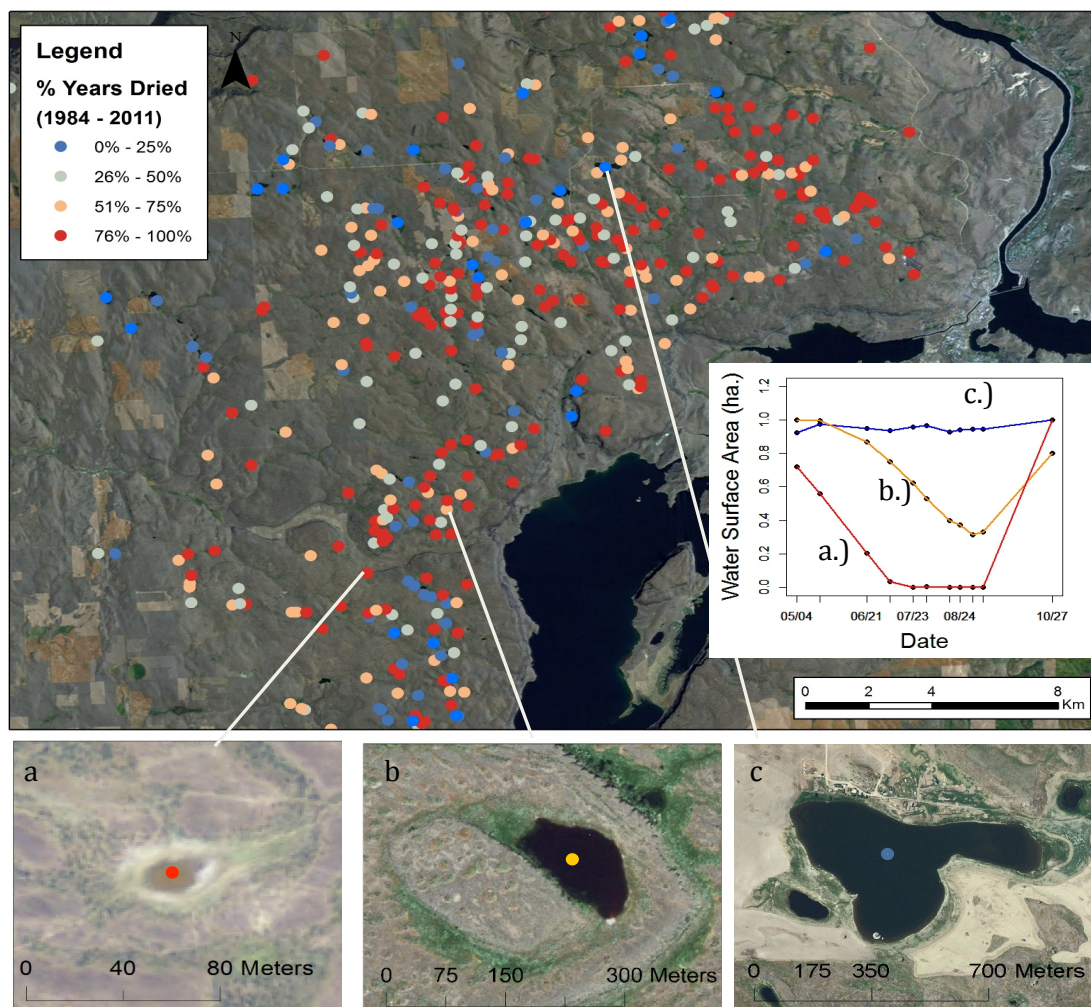 Legend
N
% Years Dried
(1984 - 2011)
0% - 25%
26% - 50%
51% - 75%
76% - 100%
Water Surface Area (ha.)
1.2
1.0
0.8
0.6
0.4
0.2
0.0
c.)
b.)
a.)
05/04 06/21 07/23 08/24 10/27
Date
0 2 4 8
Km
a
0 40 80 Meters
b
0 75 150 300 Meters
c
0 175 350 700 Meters